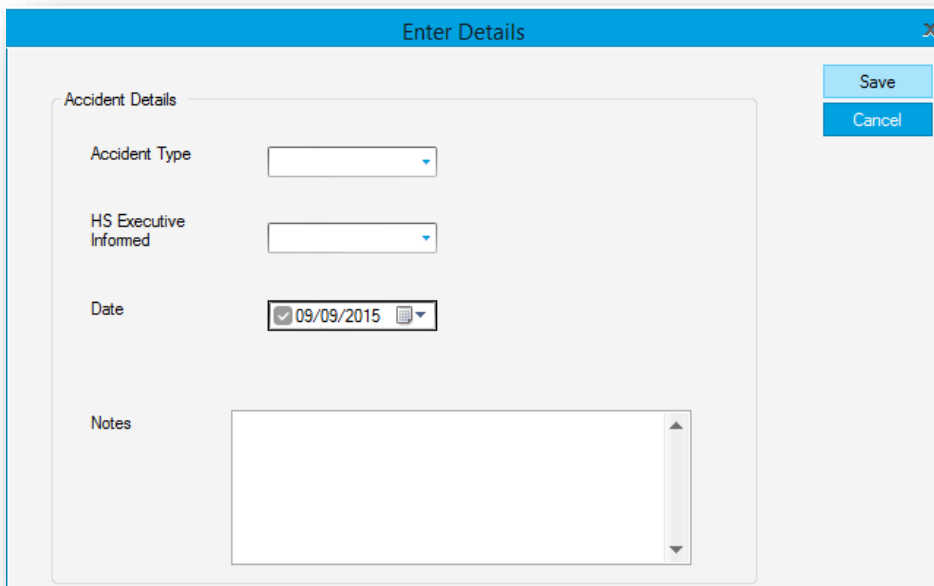 Enter Details
Save
Cancel
Accident Details
Accident Type
HS Executive
Informed
Date
09/09/2015
Notes